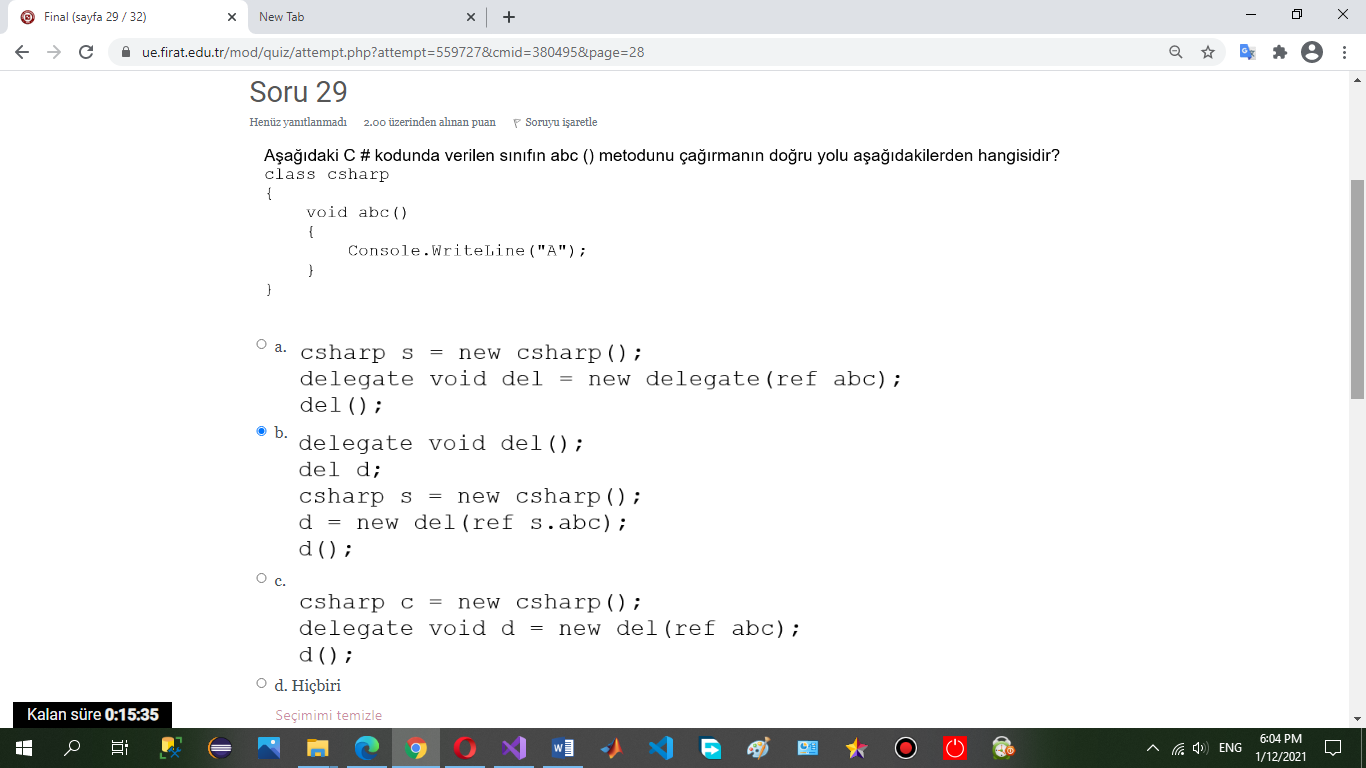 Final (sayfa 29 / 32)
New Tab
ue.firat.edu.tr/mod/quiz/attempt.php?attempt=559727&cmid=380495&page=28
Soru 29
Henüz yanıtlanmadı 2.00 üzerinden alınan puan Soruyu işaretle
Aşağıdaki C # kodunda verilen sınıfın abc () metodunu çağırmanın doğru yolu aşağıdakilerden hangisidir?
class csharp
{
void abc()
{
Console.WriteLine("A");
}
}
a. csharp s = new csharp();
delegate void del = new delegate(ref abc);
del();
b. delegate void del();
del d;
csharp s = new csharp();
d = new del(ref s.abc);
d();
c.
csharp c = new csharp();
delegate void d = new del(ref abc);
d();
d. Hiçbiri
Seçimimi temizle
Kalan süre 0:15:35
ENG
6:04 PM
1/12/2021